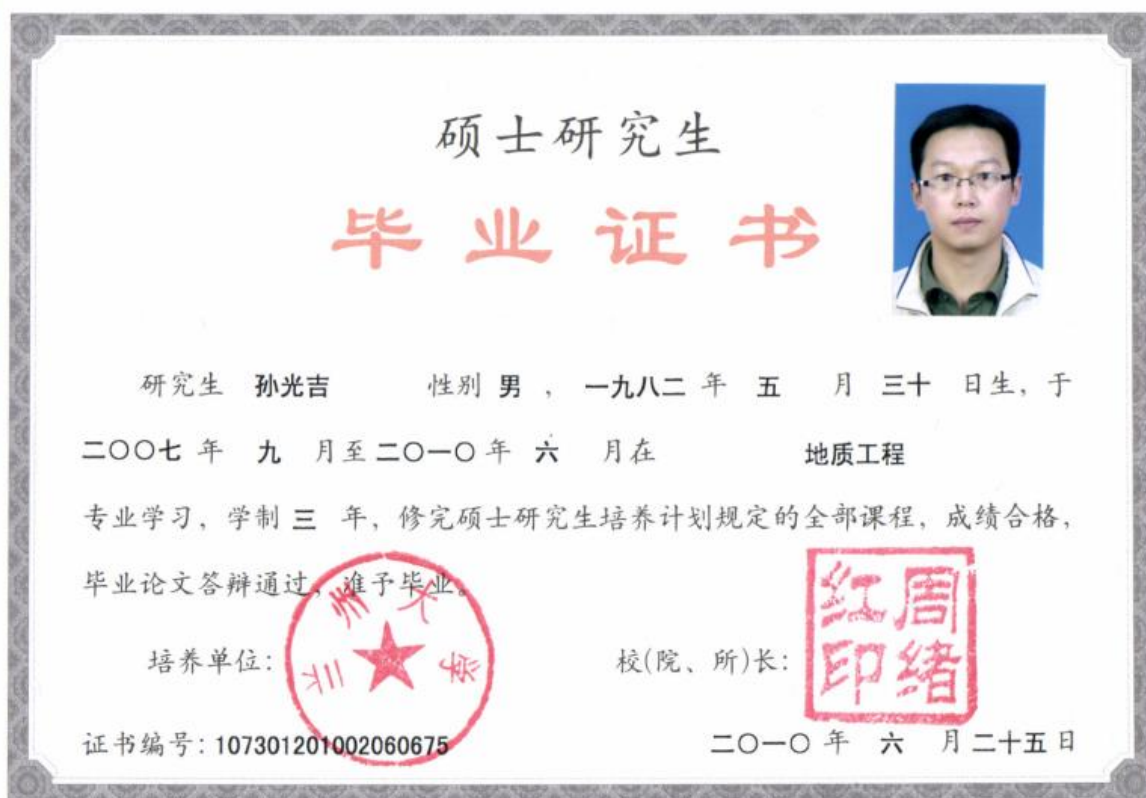 硕士研究生
毕业证书
研究生 孙光吉 性别 男 , 一九八二 年 五 月 三十 日生, 于
二〇〇七 年 九 月至 二〇一〇 年 六 月在 地质工程
专业学习, 学制 三 年, 修完硕士研究生培养计划规定的全部课程, 成绩合格,
毕业论文答辩通过, 准予毕业。
兰州大学
周绪红印
培养单位: 校(院、所)长:
证书编号: 107301201002060675 二〇一〇 年 六 月 二十五 日